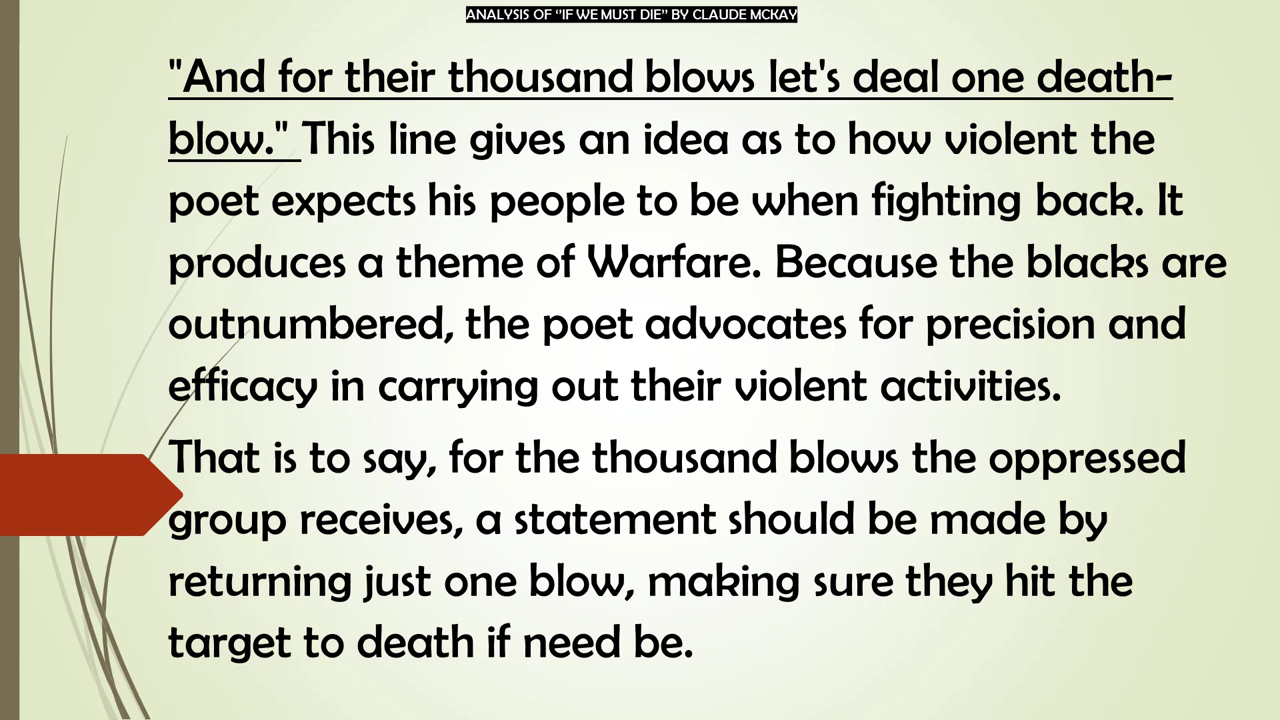 ANALYSIS OF ‘’IF WE MUST DIE’’ BY CLAUDE MCKAY
"And for their thousand blows let's deal one death-
blow." This line gives an idea as to how violent the
poet expects his people to be when fighting back. It
produces a theme of Warfare. Because the blacks are
outnumbered, the poet advocates for precision and
efficacy in carrying out their violent activities.
That is to say, for the thousand blows the oppressed
group receives, a statement should be made by
returning just one blow, making sure they hit the
target to death if need be.